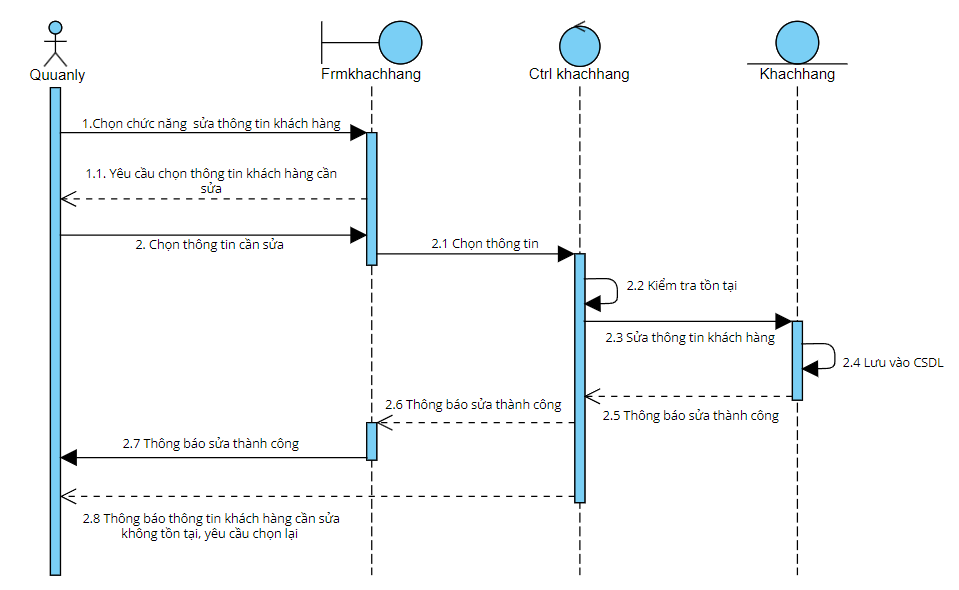 Quuanly
Frmkhachhang
Ctrl khachhang
Khachhang
1.Chọn chức năng sửa thông tin khách hàng
1.1. Yêu cầu chọn thông tin khách hàng cần
sửa
2. Chọn thông tin cần sửa
2.1 Chọn thông tin
2.2 Kiểm tra tồn tại
2.3 Sửa thông tin khách hàng
2.4 Lưu vào CSDL
2.5 Thông báo sửa thành công
2.6 Thông báo sửa thành công
2.7 Thông báo sửa thành công
2.8 Thông báo thông tin khách hàng cần sửa
không tồn tại, yêu cầu chọn lại